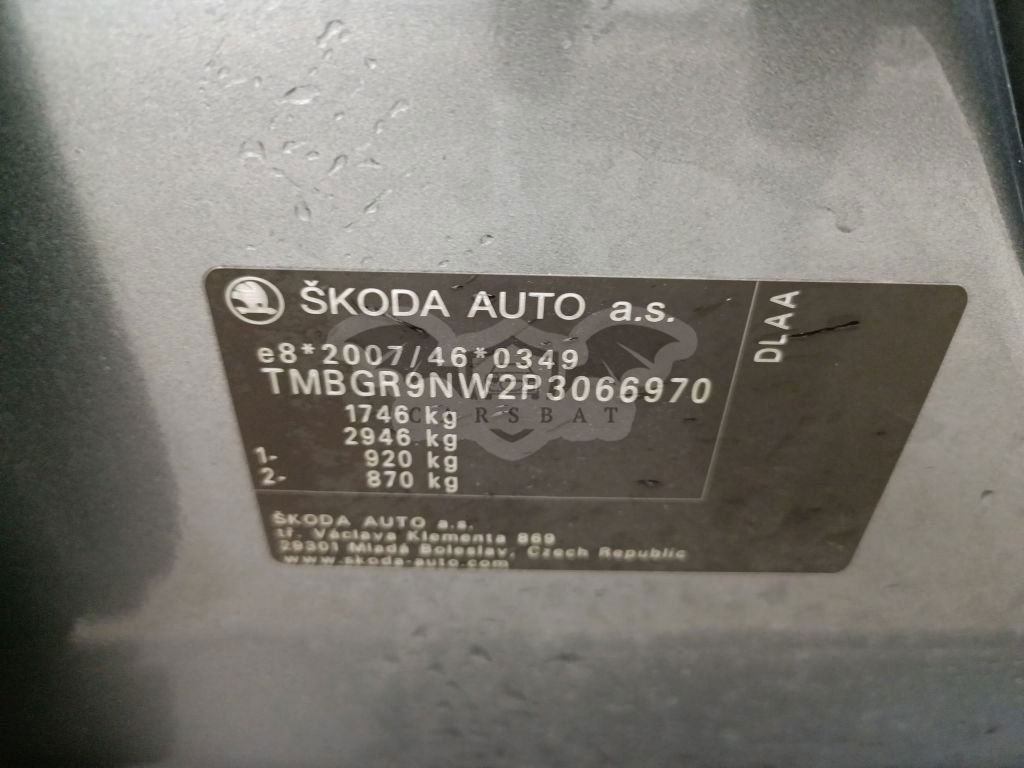 ŠKODA AUTO a.s.
e8*2007/46*0349
TMBGR9NW2P3066970
1746 kg
2946 kg
1- 920 kg
2- 870 kg
DLAA
ŠKODA AUTO a.s.
tř. Václava Klementa 869
29301 Mladá Boleslav, Czech Republic
www.skoda-auto.com
CARSBAT